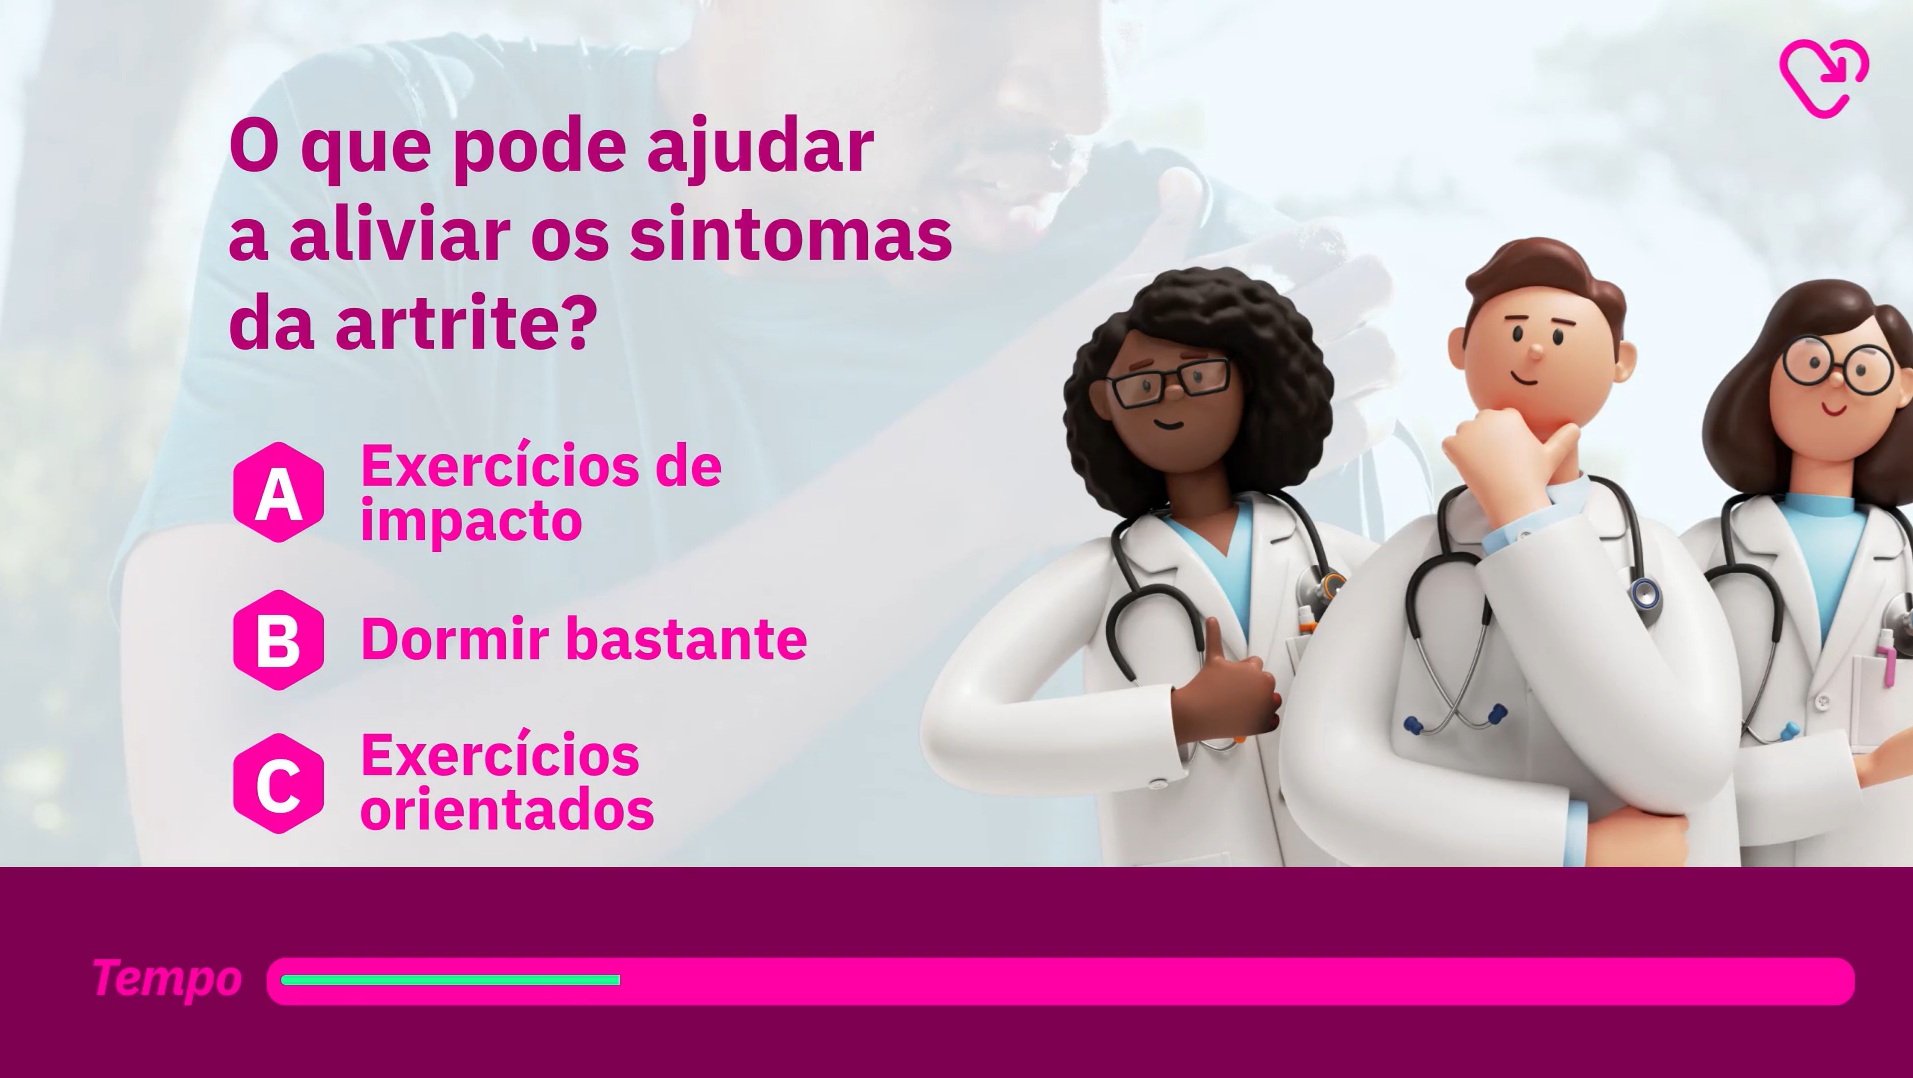 O que pode ajudar
a aliviar os sintomas
da artrite?
A
Exercícios de
impacto
B
Dormir bastante
C
Exercícios
orientados
Tempo